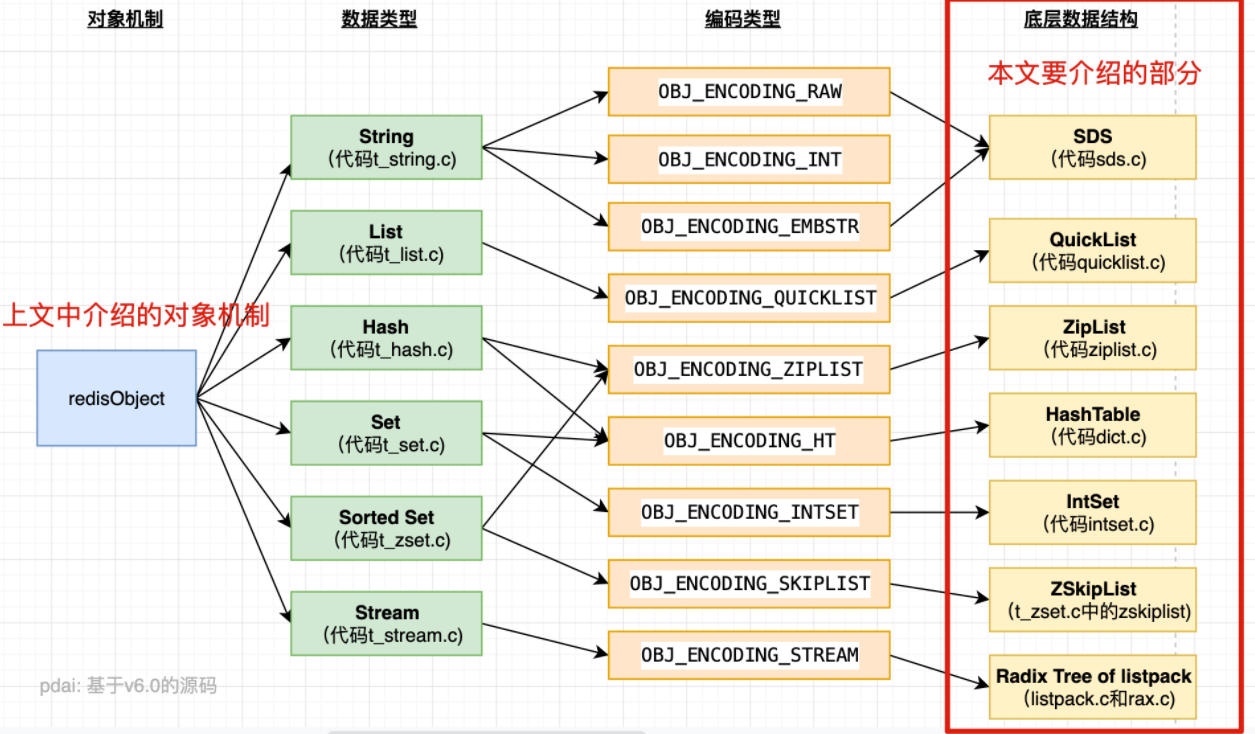 对象机制
数据类型
编码类型
底层数据结构
本文要介绍的部分
上文中介绍的对象机制
redisObject
String
（代码t_string.c）
List
（代码t_list.c）
Hash
（代码t_hash.c）
Set
（代码t_set.c）
Sorted Set
（代码t_zset.c）
Stream
（代码t_stream.c）
OBJ_ENCODING_RAW
OBJ_ENCODING_INT
OBJ_ENCODING_EMBSTR
OBJ_ENCODING_QUICKLIST
OBJ_ENCODING_ZIPLIST
OBJ_ENCODING_HT
OBJ_ENCODING_INTSET
OBJ_ENCODING_SKIPLIST
OBJ_ENCODING_STREAM
SDS
（代码sds.c）
QuickList
（代码quicklist.c）
ZipList
（代码ziplist.c）
HashTable
（代码dict.c）
IntSet
（代码intset.c）
ZSkipList
（t_zset.c中的zskiplist）
Radix Tree of listpack
（listpack.c和rax.c）
pdai: 基于v6.0的源码